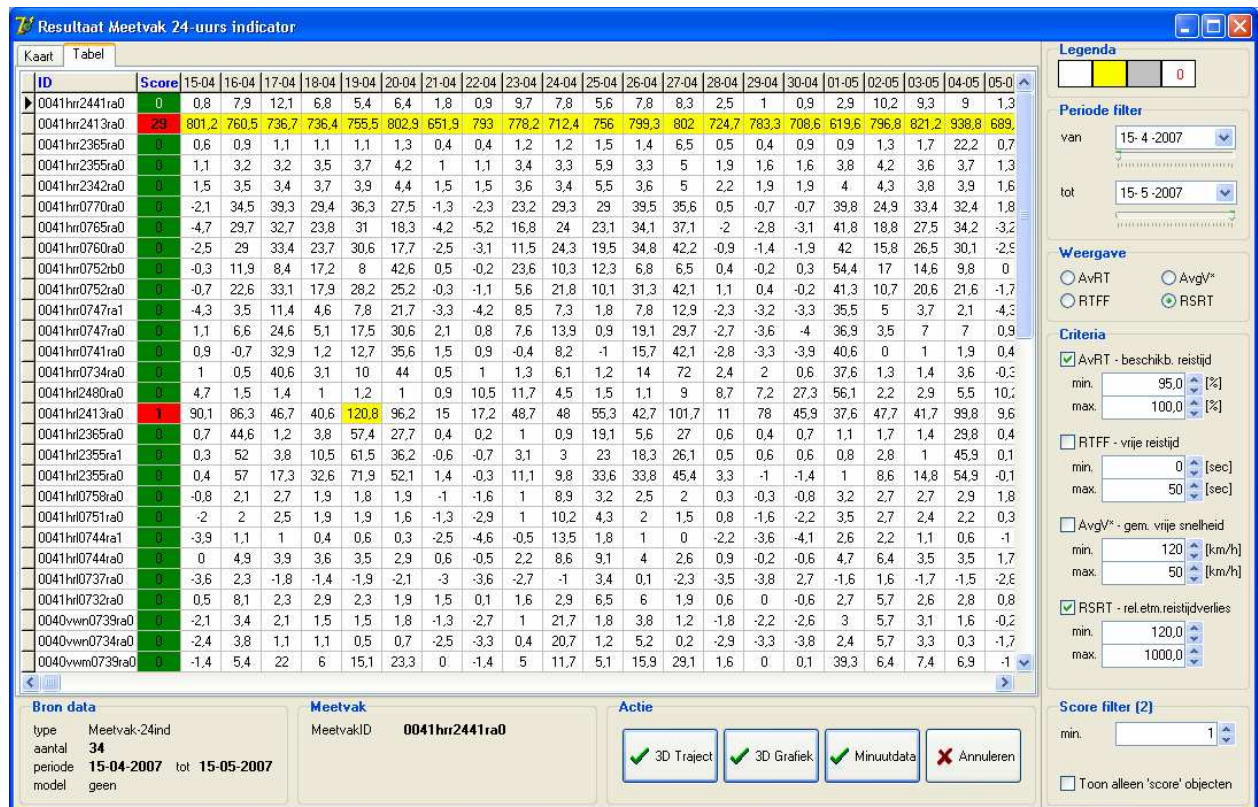 Resultaat Meetvak 24-uurs indicator
Kaart Tabel
ID Score 15-04 16-04 17-04 18-04 19-04 20-04 21-04 22-04 23-04 24-04 25-04 26-04 27-04 28-04 29-04 30-04 01-05 02-05 03-05 04-05 05-0
0041hrr2441ra0 0 0,8 7,9 12,1 6,8 5,4 6,4 1,8 0,9 9,7 7,8 5,6 7,8 8,3 2,5 1 0,9 2,9 10,2 9,3 9 1,3
0041hrr2413ra0 29 801,2 760,5 736,7 736,4 755,5 802,9 651,9 793 778,2 712,4 756 799,3 802 724,7 783,3 708,6 619,6 796,8 821,2 938,8 689,
0041hrr2365ra0 0 0,6 0,9 1,1 1,1 1,1 1,3 0,4 0,4 1,2 1,2 1,5 1,4 6,5 0,5 0,4 0,9 0,9 1,3 1,7 22,2 0,7
0041hrr2355ra0 0 1,1 3,2 3,2 3,5 3,7 4,2 1 1,1 3,4 3,3 5,9 3,3 5 1,9 1,6 1,6 3,8 4,2 3,6 3,7 1,3
0041hrr2342ra0 0 1,5 3,5 3,4 3,7 3,9 4,4 1,5 1,5 3,6 3,4 5,5 3,6 5 2,2 1,9 1,9 4 4,3 3,8 3,9 1,6
0041hrr0770ra0 0 -2,1 34,5 39,3 29,4 36,3 27,5 -1,3 -2,3 23,2 29,3 29 39,5 35,6 0,5 -0,7 -0,7 39,8 24,9 33,4 32,4 1,8
0041hrr0765ra0 0 -4,7 29,7 32,7 23,8 31 18,3 -4,2 -5,2 16,8 24 23,1 34,1 37,1 -2 -2,8 -3,1 41,8 18,8 27,5 34,2 -3,2
0041hrr0760ra0 0 -2,5 29 33,4 23,7 30,6 17,7 -2,5 -3,1 11,5 24,3 19,5 34,8 42,2 -0,9 -1,4 -1,9 42 15,8 26,5 30,1 -2,9
0041hrr0752rb0 0 -0,3 11,9 8,4 17,2 8 42,6 0,5 -0,2 23,6 10,3 12,3 6,8 6,5 0,4 -0,2 0,3 54,4 17 14,6 9,8 0
0041hrr0752ra0 0 -0,7 22,6 33,1 17,9 28,2 25,2 -0,3 -1,1 5,6 21,8 10,1 31,3 42,1 1,1 0,4 -0,2 41,3 10,7 20,6 21,6 -1,7
0041hrr0747ra1 0 -4,3 3,5 11,4 4,6 7,8 21,7 -3,3 -4,2 8,5 7,3 1,8 7,8 12,9 -2,3 -3,2 -3,3 35,5 5 3,7 2,1 -4,3
0041hrr0747ra0 0 1,1 6,6 24,6 5,1 17,5 30,6 2,1 0,8 7,6 13,9 0,9 19,1 29,7 -2,7 -3,6 -4 36,9 3,5 7 7 0,9
0041hrr0741ra0 0 0,9 -0,7 32,9 1,2 12,7 35,6 1,5 0,9 -0,4 8,2 -1 15,7 42,1 -2,8 -3,3 -3,9 40,6 0 1 1,9 0,4
0041hrr0734ra0 0 1 0,5 40,6 3,1 10 44 0,5 1 1,3 6,1 1,2 14 72 2,4 2 0,6 37,6 1,3 1,4 3,6 -0,3
0041hrl2480ra0 0 4,7 1,5 1,4 1 1,2 1 0,9 10,5 11,7 4,5 1,5 1,1 9 8,7 7,2 27,3 56,1 2,2 2,9 5,5 10,2
0041hrl2413ra0 1 90,1 86,3 46,7 40,6 120,8 96,2 15 17,2 48,7 48 55,3 42,7 101,7 11 78 45,9 37,6 47,7 41,7 99,8 9,6
0041hrl2365ra0 0 0,7 44,6 1,2 3,8 57,4 27,7 0,4 0,2 1 0,9 19,1 5,6 27 0,6 0,4 0,7 1,1 1,7 1,4 29,8 0,4
0041hrl2355ra1 0 0,3 52 3,8 10,5 61,5 36,2 -0,6 -0,7 3,1 3 23 18,3 26,1 0,5 0,6 0,6 0,8 2,8 1 45,9 0,1
0041hrl2355ra0 0 0,4 57 17,3 32,6 71,9 52,1 1,4 -0,3 11,1 9,8 33,6 33,8 45,4 3,3 -1 -1,4 1 8,6 14,8 54,9 -0,1
0041hrl0758ra0 0 -0,8 2,1 2,7 1,9 1,8 1,9 -1 -1,6 1 8,9 3,2 2,5 2 0,3 -0,3 -0,8 3,2 2,7 2,7 2,9 1,8
0041hrl0751ra0 0 -2 2 2,5 1,9 1,9 1,6 -1,3 -2,9 1 10,2 4,3 2 1,5 0,8 -1,6 -2,2 3,5 2,7 2,4 2,2 0,3
0041hrl0744ra1 0 -3,9 1,1 1 0,4 0,6 0,3 -2,5 -4,6 -0,5 13,5 1,8 1 0 -2,2 -3,6 -4,1 2,6 2,2 1,1 0,6 -1
0041hrl0744ra0 0 0 4,9 3,9 3,6 3,5 2,9 0,6 -0,5 2,2 8,6 9,1 4 2,6 0,9 -0,2 -0,6 4,7 6,4 3,5 3,5 1,7
0041hrl0737ra0 0 -3,6 2,3 -1,8 -1,4 -1,9 -2,1 -3 -3,6 -2,7 -1 3,4 0,1 -2,3 -3,5 -3,8 2,7 -1,6 1,6 -1,7 -1,5 -2,8
0041hrl0732ra0 0 0,5 8,1 2,3 2,9 2,3 1,9 1,5 0,1 1,6 2,9 6,5 6 1,9 0,6 0 -0,6 2,7 5,7 2,6 2,8 0,8
0040vwn0739ra0 0 -2,1 3,4 2,1 1,5 1,5 1,8 -1,3 -2,7 1 21,7 1,8 3,8 1,2 -1,8 -2,2 -2,6 3 5,7 3,1 1,6 -0,2
0040vwn0734ra0 0 -2,4 3,8 1,1 1,1 0,5 0,7 -2,5 -3,3 0,4 20,7 1,2 5,2 0,2 -2,9 -3,3 -3,8 2,4 5,7 3,3 0,3 -1,7
0040vwm0739ra0 0 -1,4 5,4 22 6 15,1 23,3 0 -1,4 5 11,7 5,1 15,9 29,1 1,6 0 0,1 39,3 6,4 7,4 6,9 -1
Legenda
0
Periode filter
van 15- 4 -2007
tot 15- 5 -2007
Weergave
AvRT AvgV*
RTFF RSRT
Criteria
AvRT - beschikb. reistijd
min. 95,0 [%]
max. 100,0 [%]
RTFF - vrije reistijd
min. 0 [sec]
max. 50 [sec]
AvgV* - gem. vrije snelheid
min. 120 [km/h]
max. 50 [km/h]
RSRT - rel.etm.reistijdverlies
min. 120,0
max. 1000,0
Bron data
type Meetvak-24ind
aantal 34
periode 15-04-2007 tot 15-05-2007
model geen
Meetvak
MeetvakID 0041hrr2441ra0
Actie
3D Traject 3D Grafiek Minuutdata Annuleren
Score filter (2)
min. 1
Toon alleen 'score' objecten